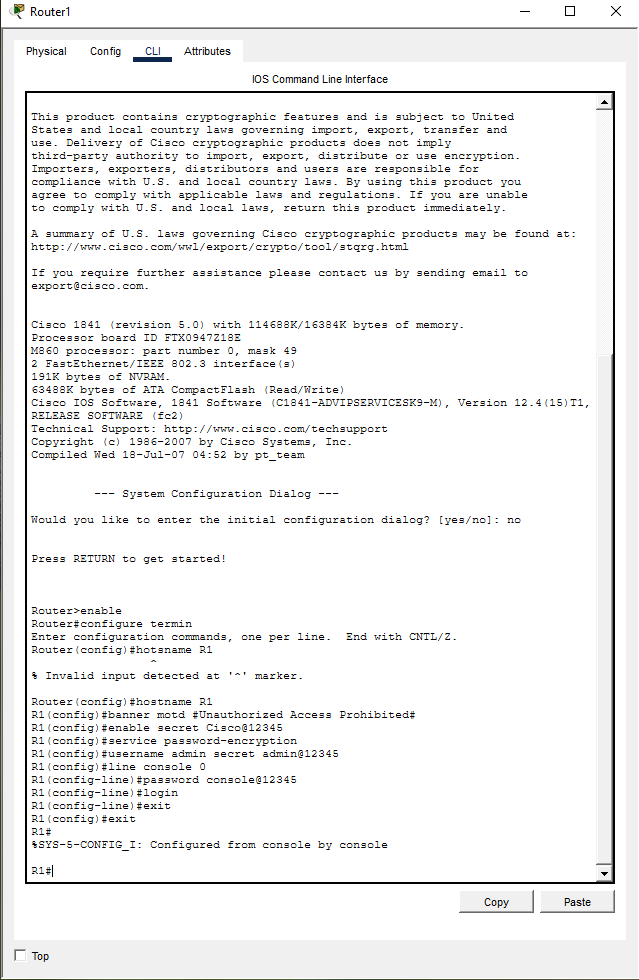 Router1
Physical Config CLI Attributes
IOS Command Line Interface
This product contains cryptographic features and is subject to United
States and local country laws governing import, export, transfer and
use. Delivery of Cisco cryptographic products does not imply
third-party authority to import, export, distribute or use encryption.
Importers, exporters, distributors and users are responsible for
compliance with U.S. and local country laws. By using this product you
agree to comply with applicable laws and regulations. If you are unable
to comply with U.S. and local laws, return this product immediately.
A summary of U.S. laws governing Cisco cryptographic products may be found at:
http://www.cisco.com/wwl/export/crypto/tool/stqrg.html
If you require further assistance please contact us by sending email to
export@cisco.com.
Cisco 1841 (revision 5.0) with 114688K/16384K bytes of memory.
Processor board ID FTX0947Z18E
M860 processor: part number 0, mask 49
2 FastEthernet/IEEE 802.3 interface(s)
191K bytes of NVRAM.
63488K bytes of ATA CompactFlash (Read/Write)
Cisco IOS Software, 1841 Software (C1841-ADVIPSERVICESK9-M), Version 12.4(15)T1,
RELEASE SOFTWARE (fc2)
Technical Support: http://www.cisco.com/techsupport
Copyright (c) 1986-2007 by Cisco Systems, Inc.
Compiled Wed 18-Jul-07 04:52 by pt_team
--- System Configuration Dialog ---
Would you like to enter the initial configuration dialog? [yes/no]: no
Press RETURN to get started!
Router>enable
Router#configure termin
Enter configuration commands, one per line.  End with CNTL/Z.
Router(config)#hotsname R1
^
% Invalid input detected at '^' marker.
Router(config)#hostname R1
R1(config)#banner motd #Unauthorized Access Prohibited#
R1(config)#enable secret Cisco@12345
R1(config)#service password-encryption
R1(config)#username admin secret admin@12345
R1(config)#line console 0
R1(config-line)#password console@12345
R1(config-line)#login
R1(config-line)#exit
R1(config)#exit
R1#
%SYS-5-CONFIG_I: Configured from console by console
R1#
Copy Paste
Top